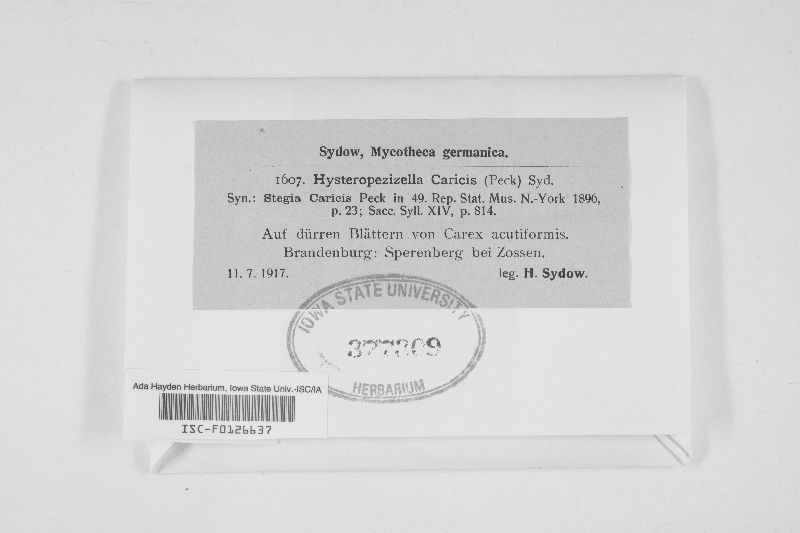 Sydow, Mycotheca germanica.
1607. Hysteropezizella Caricis (Peck) Syd.
Syn.: Stegia Caricis Peck in 49. Rep. Stat. Mus. N.-York 1896,
p. 23; Sacc. Syll. XIV, p. 814.
Auf dürren Blättern von Carex acutiformis.
Brandenburg: Sperenberg bei Zossen.
11. 7. 1917. leg. H. Sydow.
IOWA STATE UNIVERSITY
HERBARIUM
Ada Hayden Herbarium, Iowa State Univ.-ISC/IA
ISC-F0126637